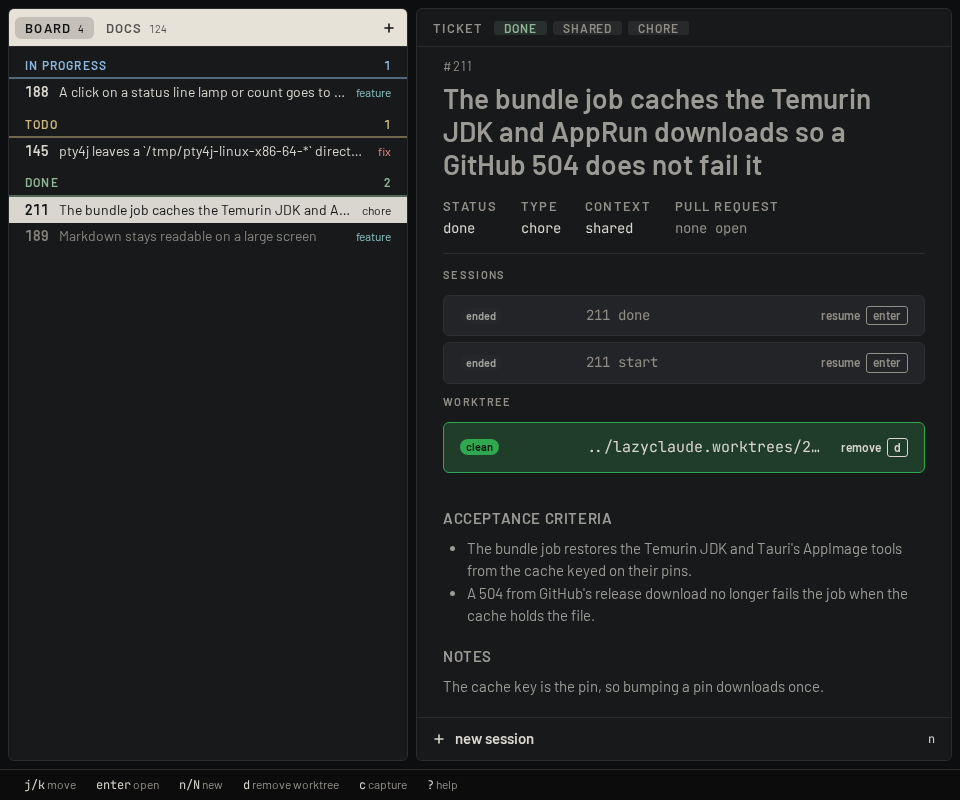 BOARD 4 DOCS 124 +
IN PROGRESS 1
188 A click on a status line lamp or count goes to ... feature
TODO 1
145 pty4j leaves a `/tmp/pty4j-linux-x86-64-*` direct... fix
DONE 2
211 The bundle job caches the Temurin JDK and A... chore
189 Markdown stays readable on a large screen feature
TICKET DONE SHARED CHORE
#211
The bundle job caches the Temurin
JDK and AppRun downloads so a
GitHub 504 does not fail it
STATUS TYPE CONTEXT PULL REQUEST
done chore shared none open
SESSIONS
ended 211 done resume enter
ended 211 start resume enter
WORKTREE
clean ../lazyclaude.worktrees/2… remove d
ACCEPTANCE CRITERIA
• The bundle job restores the Temurin JDK and Tauri's AppImage tools
from the cache keyed on their pins.
• A 504 from GitHub's release download no longer fails the job when the
cache holds the file.
NOTES
The cache key is the pin, so bumping a pin downloads once.
+ new session n
j/k move enter open n/N new d remove worktree c capture ? help